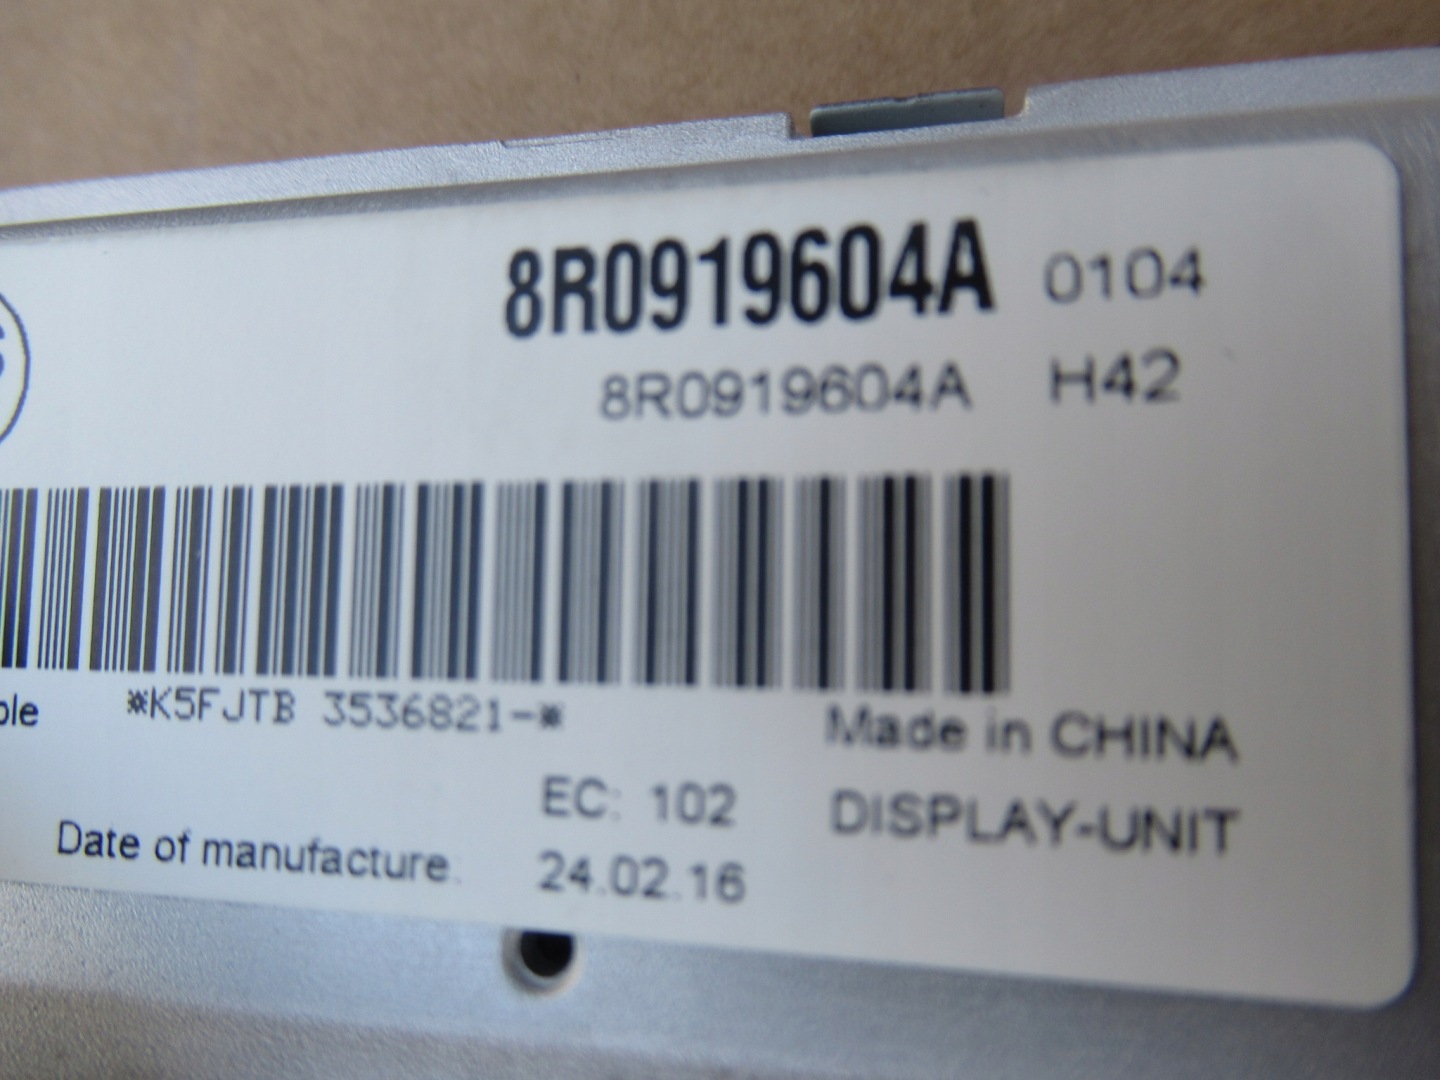 8R0919604A 0104
8R0919604A H42
*K5FJTB 3536821-*
Made in CHINA
EC: 102 DISPLAY-UNIT
Date of manufacture: 24.02.16